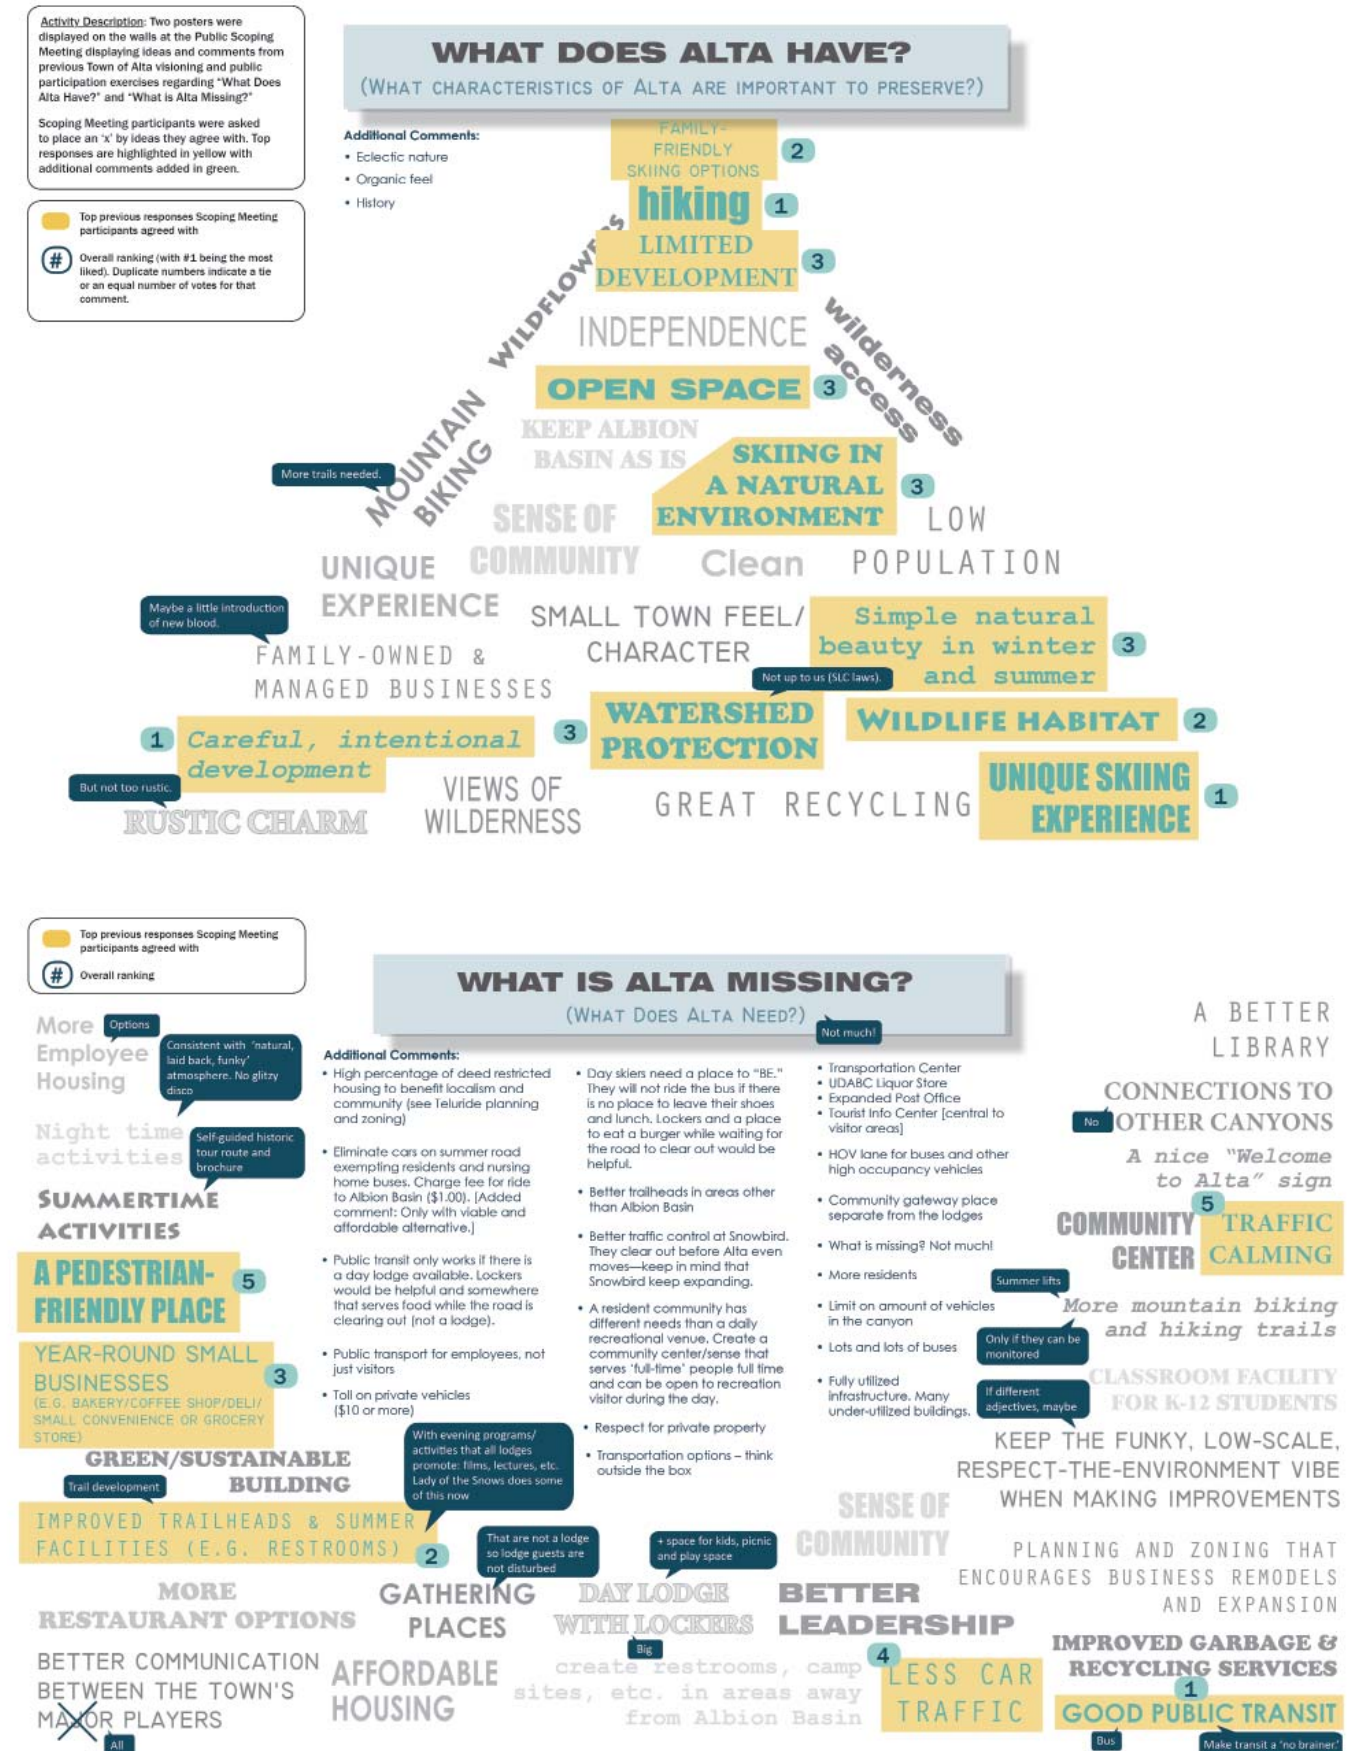 Activity Description: Two posters were
displayed on the walls at the Public Scoping
Meeting displaying ideas and comments from
previous Town of Alta visioning and public
participation exercises regarding "What Does
Alta Have?" and "What is Alta Missing?"
Scoping Meeting participants were asked
to place an 'x' by ideas they agree with. Top
responses are highlighted in yellow with
additional comments added in green.
Top previous responses Scoping Meeting
participants agreed with
#
Overall ranking (with #1 being the most
liked). Duplicate numbers indicate a tie
or an equal number of votes for that
comment.
WHAT DOES ALTA HAVE?
(WHAT CHARACTERISTICS OF ALTA ARE IMPORTANT TO PRESERVE?)
Additional Comments:
• Eclectic nature
• Organic feel
• History
FAMILY-
FRIENDLY
SKIING OPTIONS
2
hiking
1
LIMITED
DEVELOPMENT
3
WILDFLOWERS
INDEPENDENCE
wilderness
access
OPEN SPACE
3
MOUNTAIN
BIKING
More trails needed.
KEEP ALBION
BASIN AS IS
SKIING IN
A NATURAL
ENVIRONMENT
3
SENSE OF
COMMUNITY
LOW
POPULATION
UNIQUE
EXPERIENCE
Clean
Maybe a little introduction
of new blood.
SMALL TOWN FEEL/
CHARACTER
Simple natural
beauty in winter
and summer
3
FAMILY-OWNED &
MANAGED BUSINESSES
Not up to us (SLC laws).
1
Careful, intentional
development
3
WATERSHED
PROTECTION
WILDLIFE HABITAT
2
But not too rustic.
RUSTIC CHARM
VIEWS OF
WILDERNESS
GREAT RECYCLING
UNIQUE SKIING
EXPERIENCE
1
Top previous responses Scoping Meeting
participants agreed with
#
Overall ranking
WHAT IS ALTA MISSING?
(WHAT DOES ALTA NEED?)
Not much!
More
Employee
Housing
Options
Consistent with 'natural,
laid back, funky'
atmosphere. No glitzy
disco
Night time
activities
Self-guided historic
tour route and
brochure
SUMMERTIME
ACTIVITIES
A PEDESTRIAN-
FRIENDLY PLACE
5
YEAR-ROUND SMALL
BUSINESSES
(E.G. BAKERY/COFFEE SHOP/DELI/
SMALL CONVENIENCE OR GROCERY
STORE)
3
GREEN/SUSTAINABLE
BUILDING
Trail development
IMPROVED TRAILHEADS & SUMMER
FACILITIES (E.G. RESTROOMS)
2
Additional Comments:
• High percentage of deed restricted
housing to benefit localism and
community (see Teluride planning
and zoning)
• Eliminate cars on summer road
exempting residents and nursing
home buses. Charge fee for ride
to Albion Basin ($1.00). [Added
comment: Only with viable and
affordable alternative.]
• Public transit only works if there is
a day lodge available. Lockers
would be helpful and somewhere
that serves food while the road is
clearing out (not a lodge).
• Public transport for employees, not
just visitors
• Toll on private vehicles
($10 or more)
With evening programs/
activities that all lodges
promote: films, lectures, etc.
Lady of the Snows does some
of this now
• Day skiers need a place to "BE."
They will not ride the bus if there
is no place to leave their shoes
and lunch. Lockers and a place
to eat a burger while waiting for
the road to clear out would be
helpful.
• Better trailheads in areas other
than Albion Basin
• Better traffic control at Snowbird.
They clear out before Alta even
moves—keep in mind that
Snowbird keep expanding.
• A resident community has
different needs than a daily
recreational venue. Create a
community center/sense that
serves 'full-time' people full time
and can be open to recreation
visitor during the day.
• Respect for private property
• Transportation options – think
outside the box
• Transportation Center
• UDABC Liquor Store
• Expanded Post Office
• Tourist Info Center [central to
visitor areas]
• HOV lane for buses and other
high occupancy vehicles
• Community gateway place
separate from the lodges
• What is missing? Not much!
• More residents
• Limit on amount of vehicles
in the canyon
• Lots and lots of buses
• Fully utilized
infrastructure. Many
under-utilized buildings.
A BETTER
LIBRARY
CONNECTIONS TO
OTHER CANYONS
No
A nice "Welcome
to Alta" sign
COMMUNITY
CENTER
5
TRAFFIC
CALMING
Summer lifts
More mountain biking
and hiking trails
Only if they can be
monitored
CLASSROOM FACILITY
FOR K-12 STUDENTS
If different
adjectives, maybe
KEEP THE FUNKY, LOW-SCALE,
RESPECT-THE-ENVIRONMENT VIBE
WHEN MAKING IMPROVEMENTS
SENSE OF
COMMUNITY
PLANNING AND ZONING THAT
ENCOURAGES BUSINESS REMODELS
AND EXPANSION
That are not a lodge
so lodge guests are
not disturbed
+ space for kids, picnic
and play space
MORE
RESTAURANT OPTIONS
GATHERING
PLACES
DAY LODGE
WITH LOCKERS
Big
BETTER
LEADERSHIP
IMPROVED GARBAGE &
RECYCLING SERVICES
BETTER COMMUNICATION
BETWEEN THE TOWN'S
MAJOR PLAYERS
All
AFFORDABLE
HOUSING
create restrooms, camp
sites, etc. in areas away
from Albion Basin
4
LESS CAR
TRAFFIC
1
GOOD PUBLIC TRANSIT
Bus
Make transit a 'no brainer.'